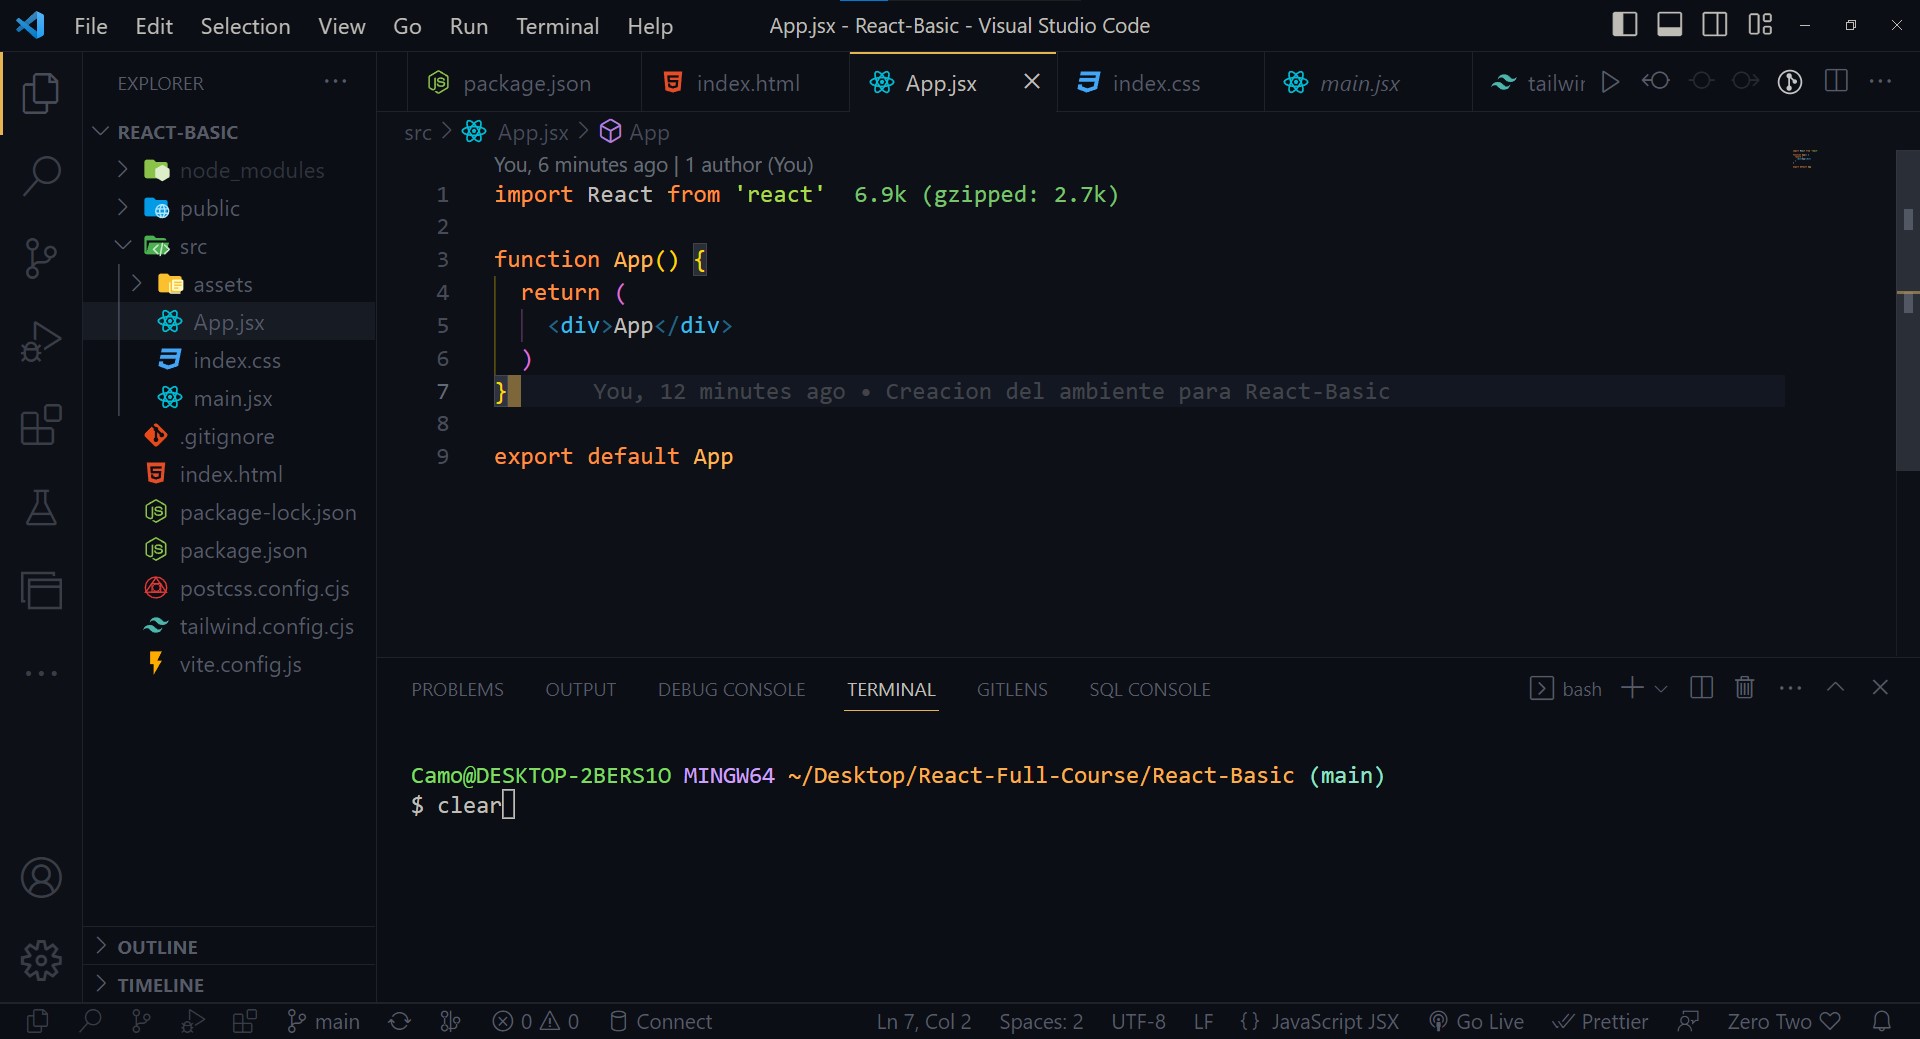 File Edit Selection View Go Run Terminal Help App.jsx - React-Basic - Visual Studio Code
EXPLORER
package.json index.html App.jsx index.css main.jsx tailwir
REACT-BASIC
node_modules
public
src
assets
App.jsx
index.css
main.jsx
.gitignore
index.html
package-lock.json
package.json
postcss.config.cjs
tailwind.config.cjs
vite.config.js
OUTLINE
TIMELINE
src > App.jsx > App
You, 6 minutes ago | 1 author (You)
1 import React from 'react' 6.9k (gzipped: 2.7k)
2
3 function App() {
4 return (
5 <div>App</div>
6 )
7 } You, 12 minutes ago • Creacion del ambiente para React-Basic
8
9 export default App
PROBLEMS OUTPUT DEBUG CONSOLE TERMINAL GITLENS SQL CONSOLE bash
Camo@DESKTOP-2BERS1O MINGW64 ~/Desktop/React-Full-Course/React-Basic (main)
$ clear
main 0 0 Connect Ln 7, Col 2 Spaces: 2 UTF-8 LF {} JavaScript JSX Go Live Prettier Zero Two